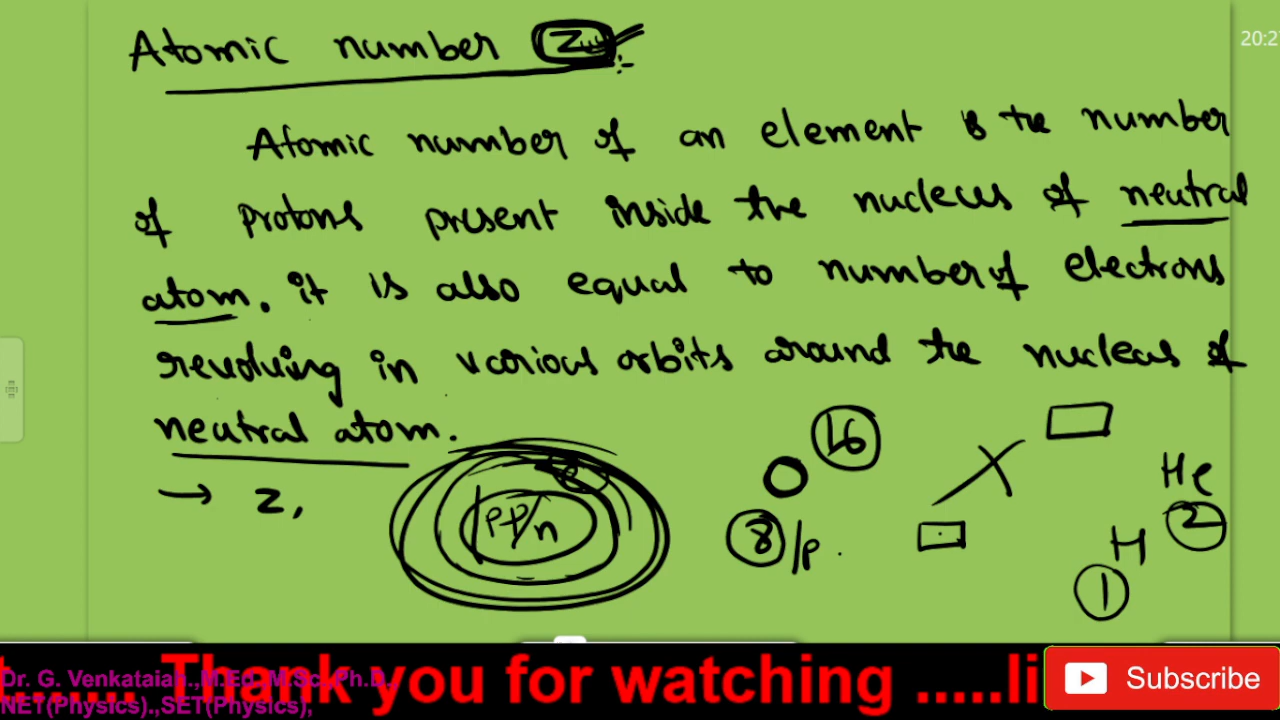 Atomic number Z
20:2
Atomic number of an element is the number
of protons present inside the nucleus of neutral
atom. it is also equal to number of electrons
revolving in various orbits around the nucleus of
neutral atom.
→ Z,
e
PP/n
16
O
8/p.
X
He
2
H
1
t....... Thank you for watching .....li
Dr. G. Venkataiah.,M.Ed.,M.Sc.,Ph.D.,
NET(Physics).,SET(Physics),
Subscribe